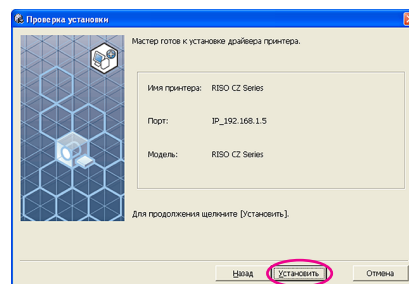 Проверка установки
Мастер готов к установке драйвера принтера.
Имя принтера: RISO CZ Series
Порт: IP_192.168.1.5
Модель: RISO CZ Series
Для продолжения щелкните [Установить].
Назад Установить Отмена